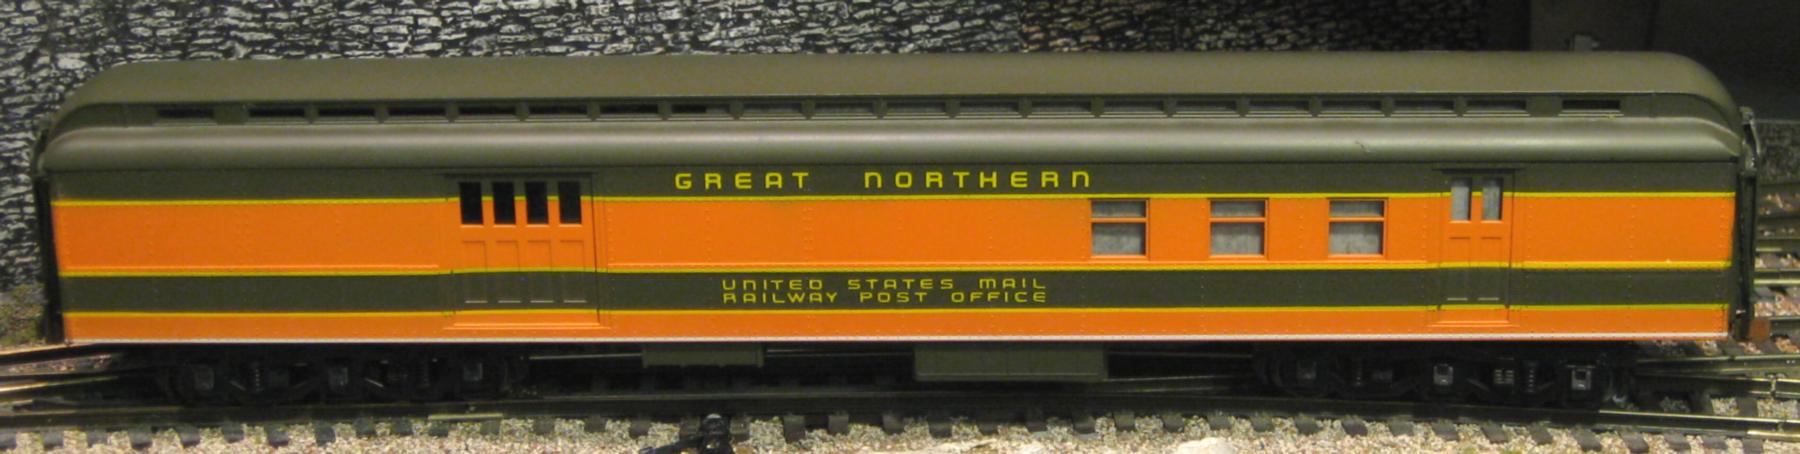 GREAT NORTHERN
UNITED STATES MAIL
RAILWAY POST OFFICE